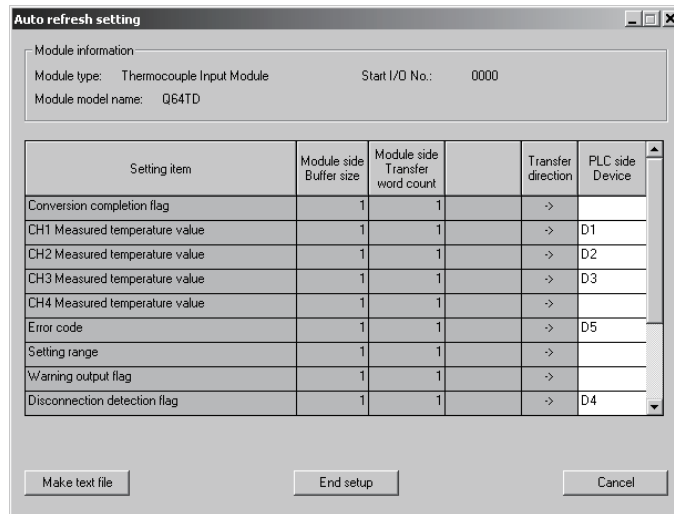 Auto refresh setting
Module information
Module type: Thermocouple Input Module Start I/O No.: 0000
Module model name: Q64TD
Setting item Module side Buffer size Module side Transfer word count Transfer direction PLC side Device
Conversion completion flag 1 1 ->
CH1 Measured temperature value 1 1 -> D1
CH2 Measured temperature value 1 1 -> D2
CH3 Measured temperature value 1 1 -> D3
CH4 Measured temperature value 1 1 ->
Error code 1 1 -> D5
Setting range 1 1 ->
Warning output flag 1 1 ->
Disconnection detection flag 1 1 -> D4
Make text file End setup Cancel